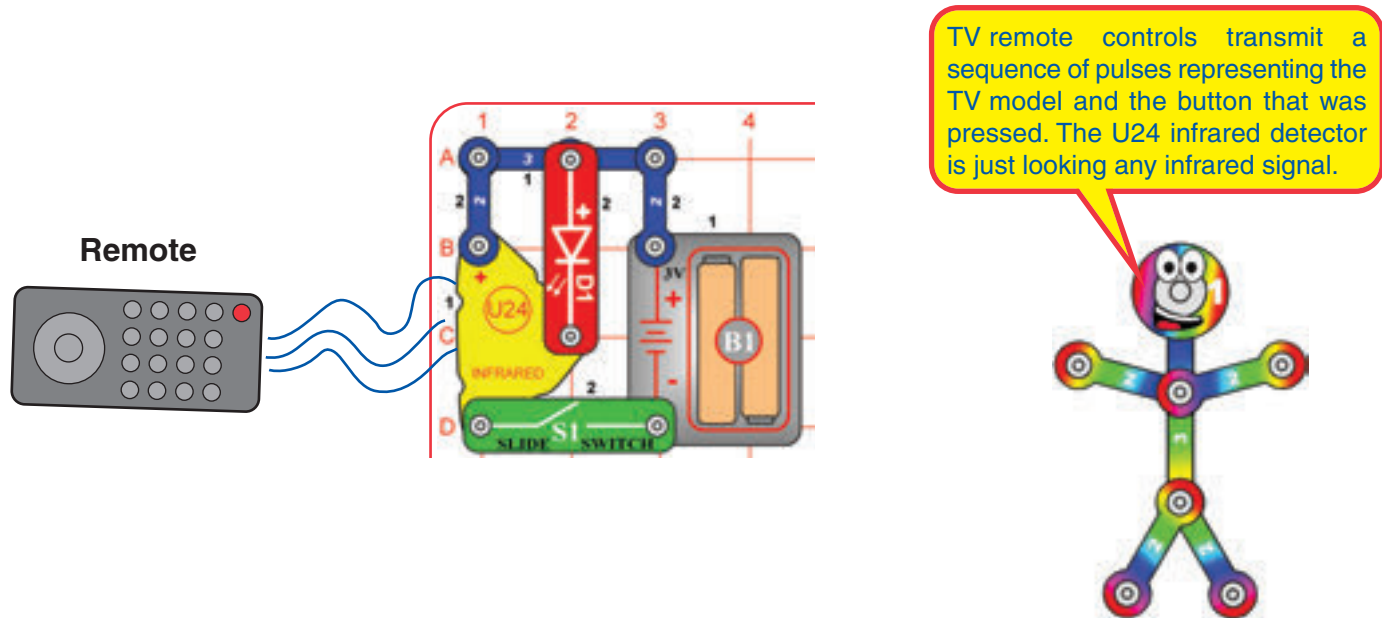 TV remote controls transmit a
sequence of pulses representing the
TV model and the button that was
pressed. The U24 infrared detector
is just looking any infrared signal.
Remote
1 2 3 4
A
B
C
D
3
1
2
2
2
2
2
1
+
U24
1
INFRARED
+
D1
2
3V
+
-
B1
S1
SLIDE SWITCH
1
2
2
3
2
2